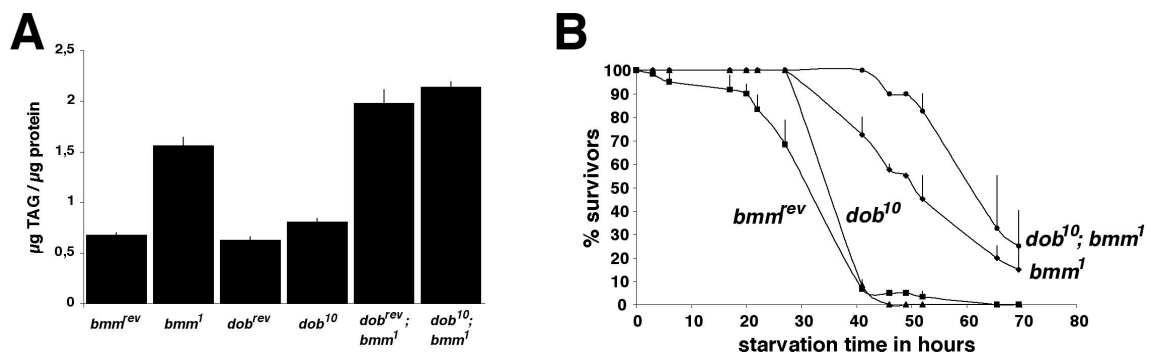 A
2,5
2
1,5
1
0,5
0
µg TAG / µg protein
bmm^rev
bmm^1
dob^rev
dob^10
dob^rev;
bmm^1
dob^10;
bmm^1
B
100
90
80
70
60
50
40
30
20
10
0
% survivors
bmm^rev
dob^10
dob^10; bmm^1
bmm^1
0 10 20 30 40 50 60 70 80
starvation time in hours